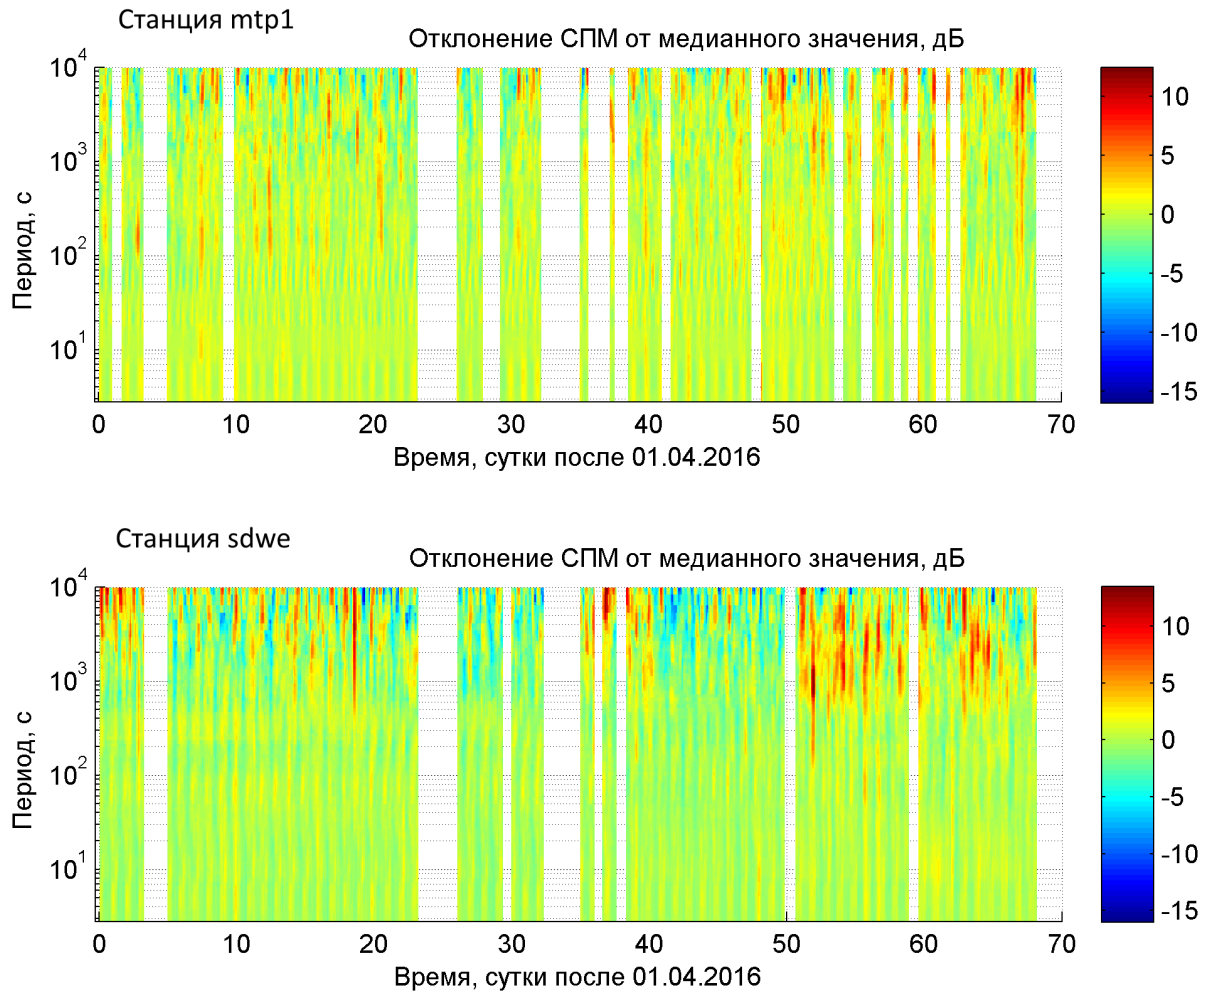 Станция mtp1
Отклонение СПМ от медианного значения, дБ
Период, с
10^4
10^3
10^2
10^1
0 10 20 30 40 50 60 70
Время, сутки после 01.04.2016
10
5
0
-5
-10
-15
Станция sdwe
Отклонение СПМ от медианного значения, дБ
Период, с
10^4
10^3
10^2
10^1
0 10 20 30 40 50 60 70
Время, сутки после 01.04.2016
10
5
0
-5
-10
-15